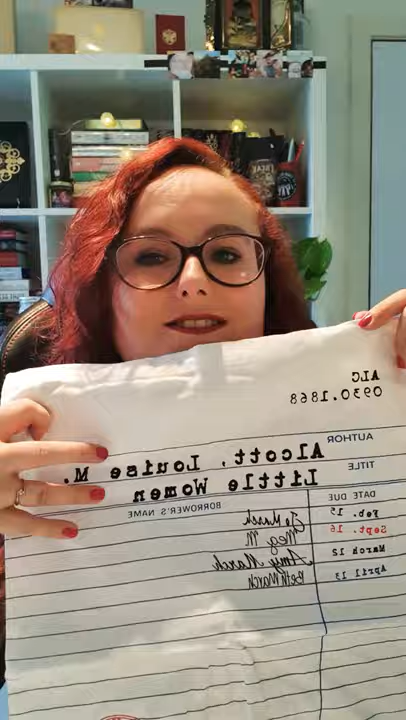 ALC
0930.1868
AUTHOR Alcott, Louise M.
TITLE Little Women
DATE DUE BORROWER'S NAME
Feb. 15 Jo March
Sept. 16 Meg M
March 12 Amy March
April 13 Beth March